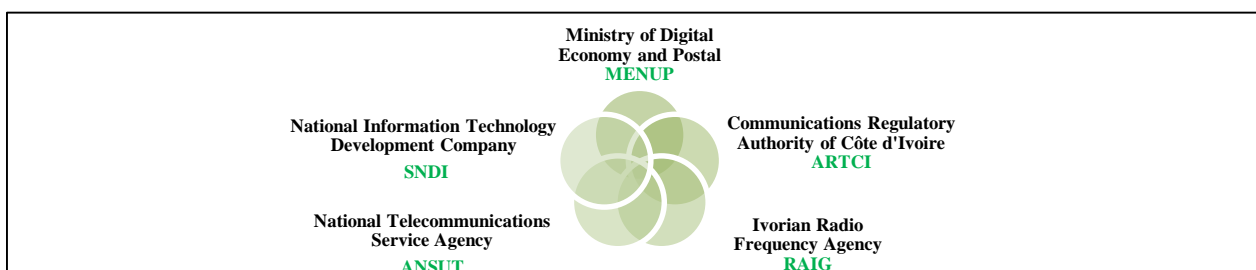 Ministry of Digital
Economy and Postal
MENUP
National Information Technology
Development Company
SNDI
Communications Regulatory
Authority of Côte d'Ivoire
ARTCI
National Telecommunications
Service Agency
ANSUT
Ivorian Radio
Frequency Agency
RAIG